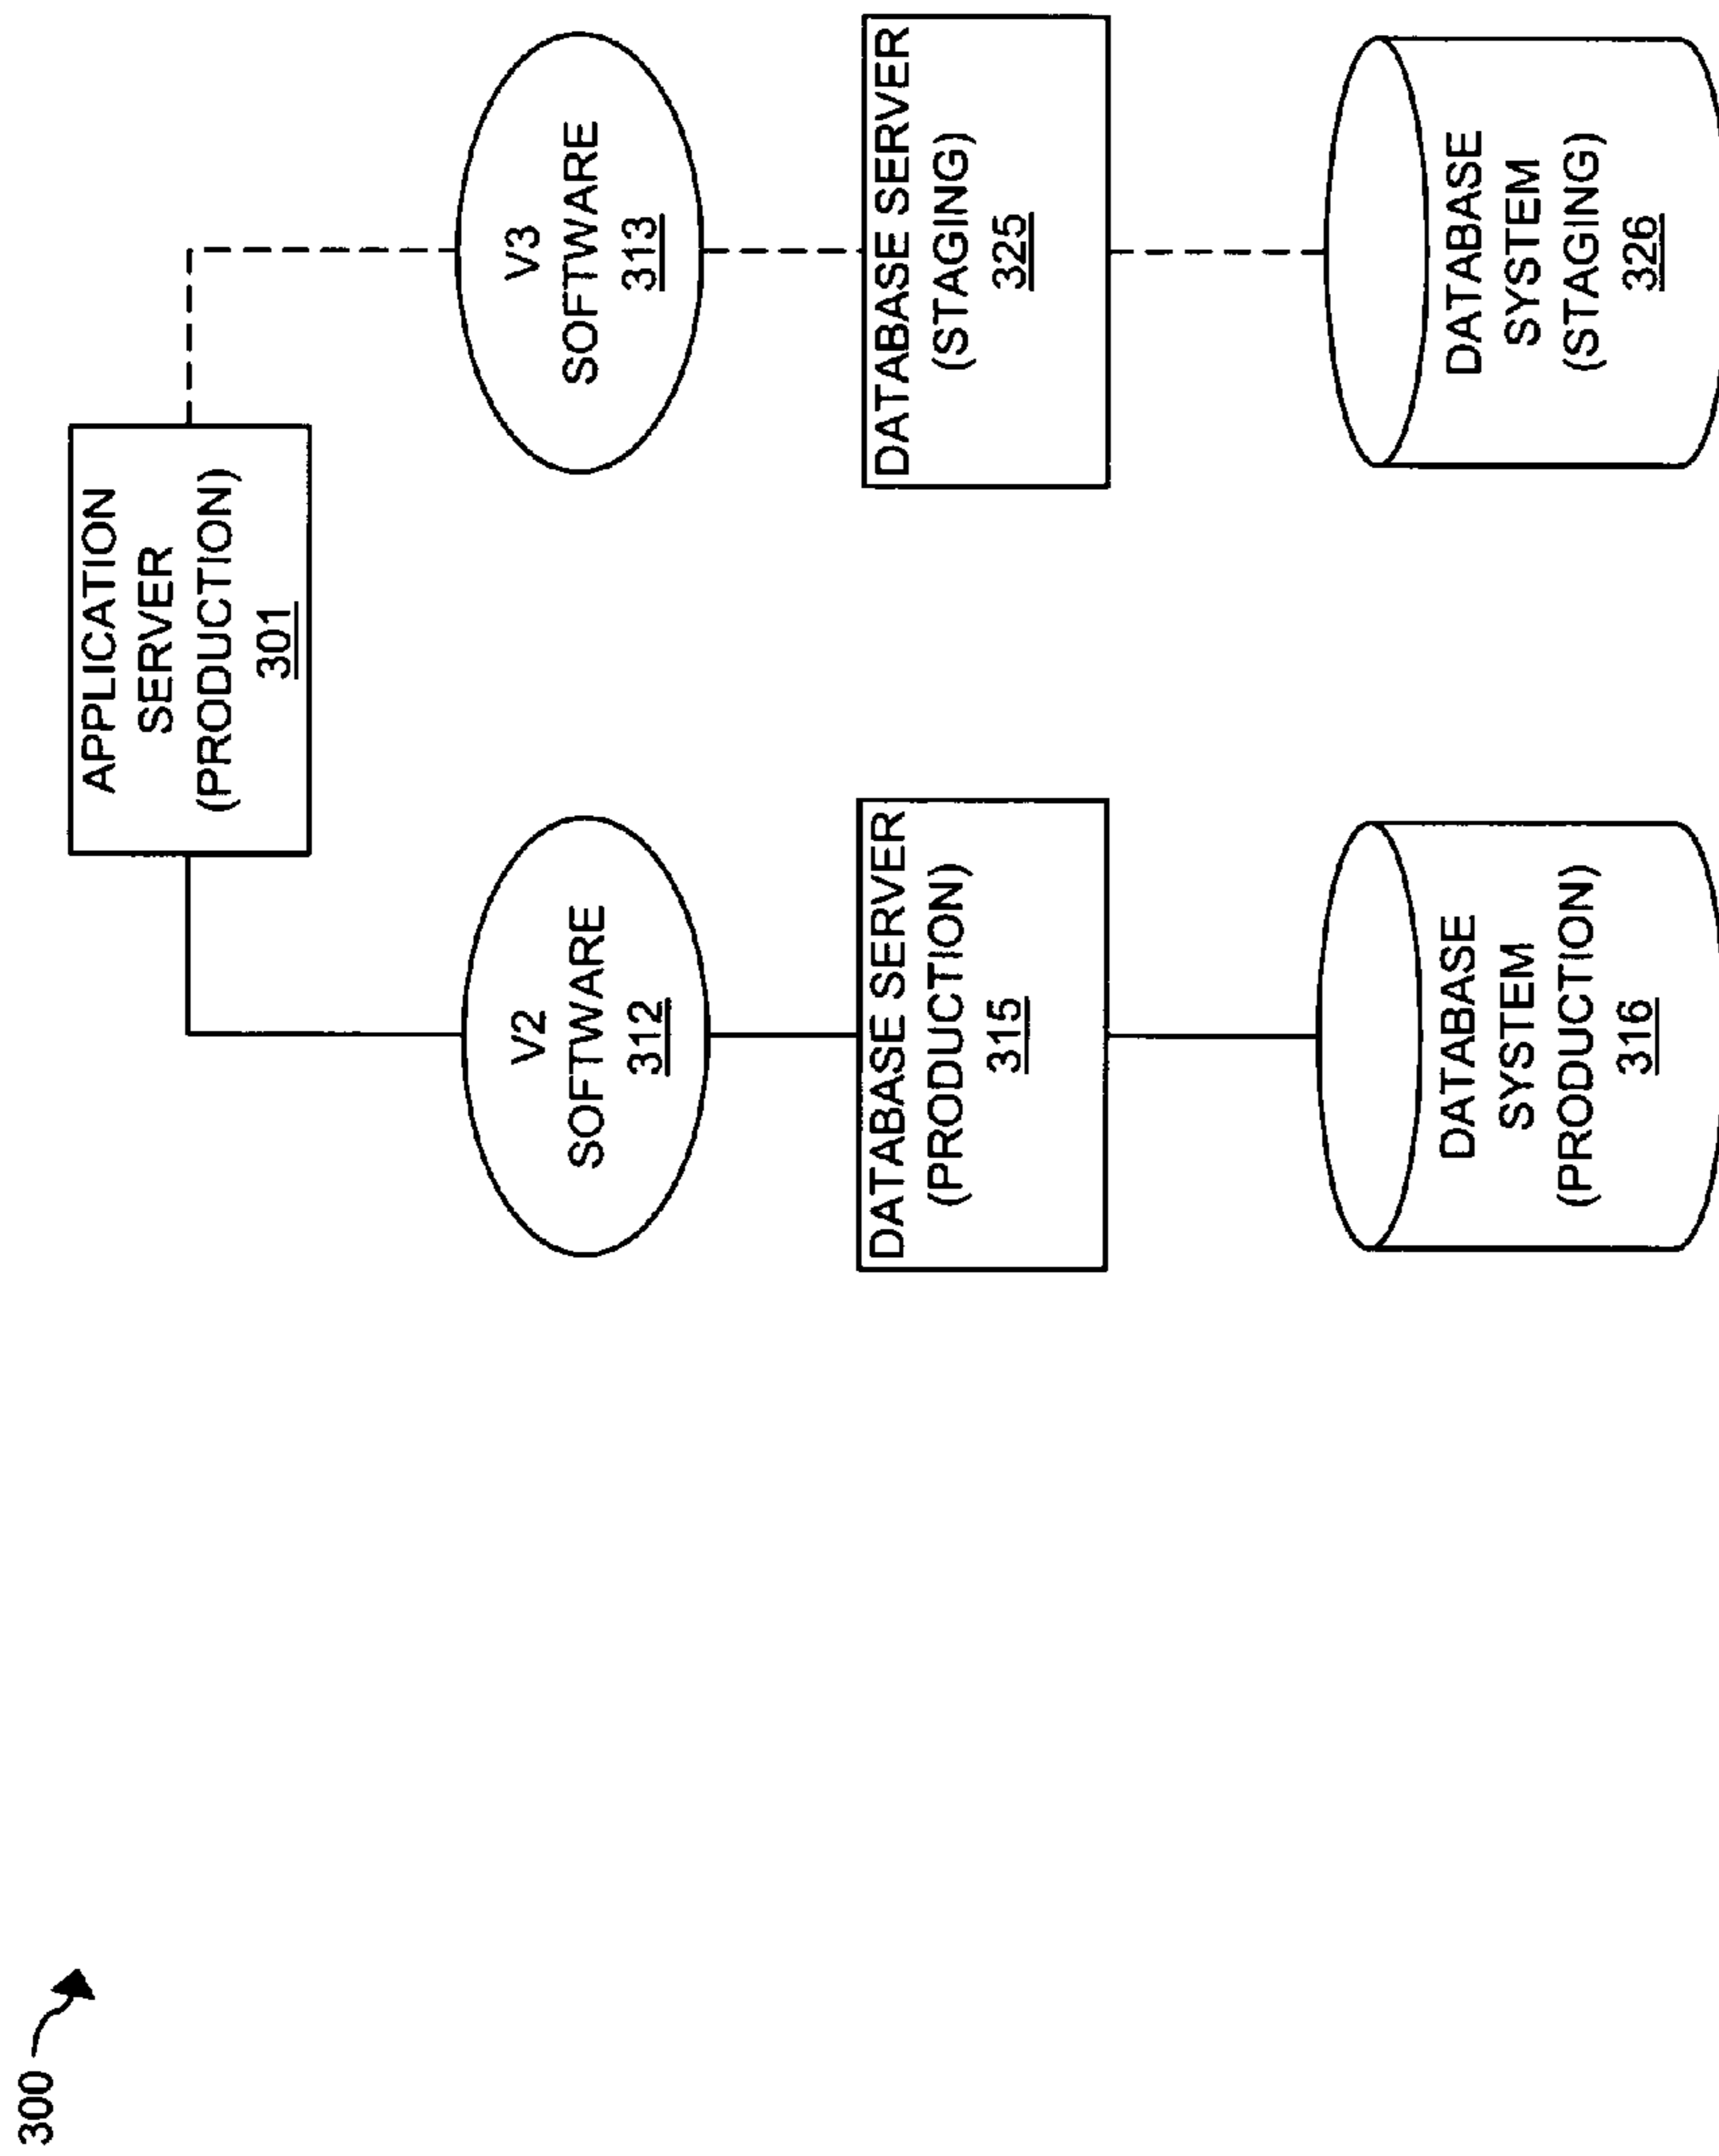 300
APPLICATION
SERVER
(PRODUCTION)
301
V2
SOFTWARE
312
V3
SOFTWARE
313
DATABASE SERVER
(PRODUCTION)
315
DATABASE SERVER
(STAGING)
325
DATABASE
SYSTEM
(PRODUCTION)
316
DATABASE
SYSTEM
(STAGING)
326